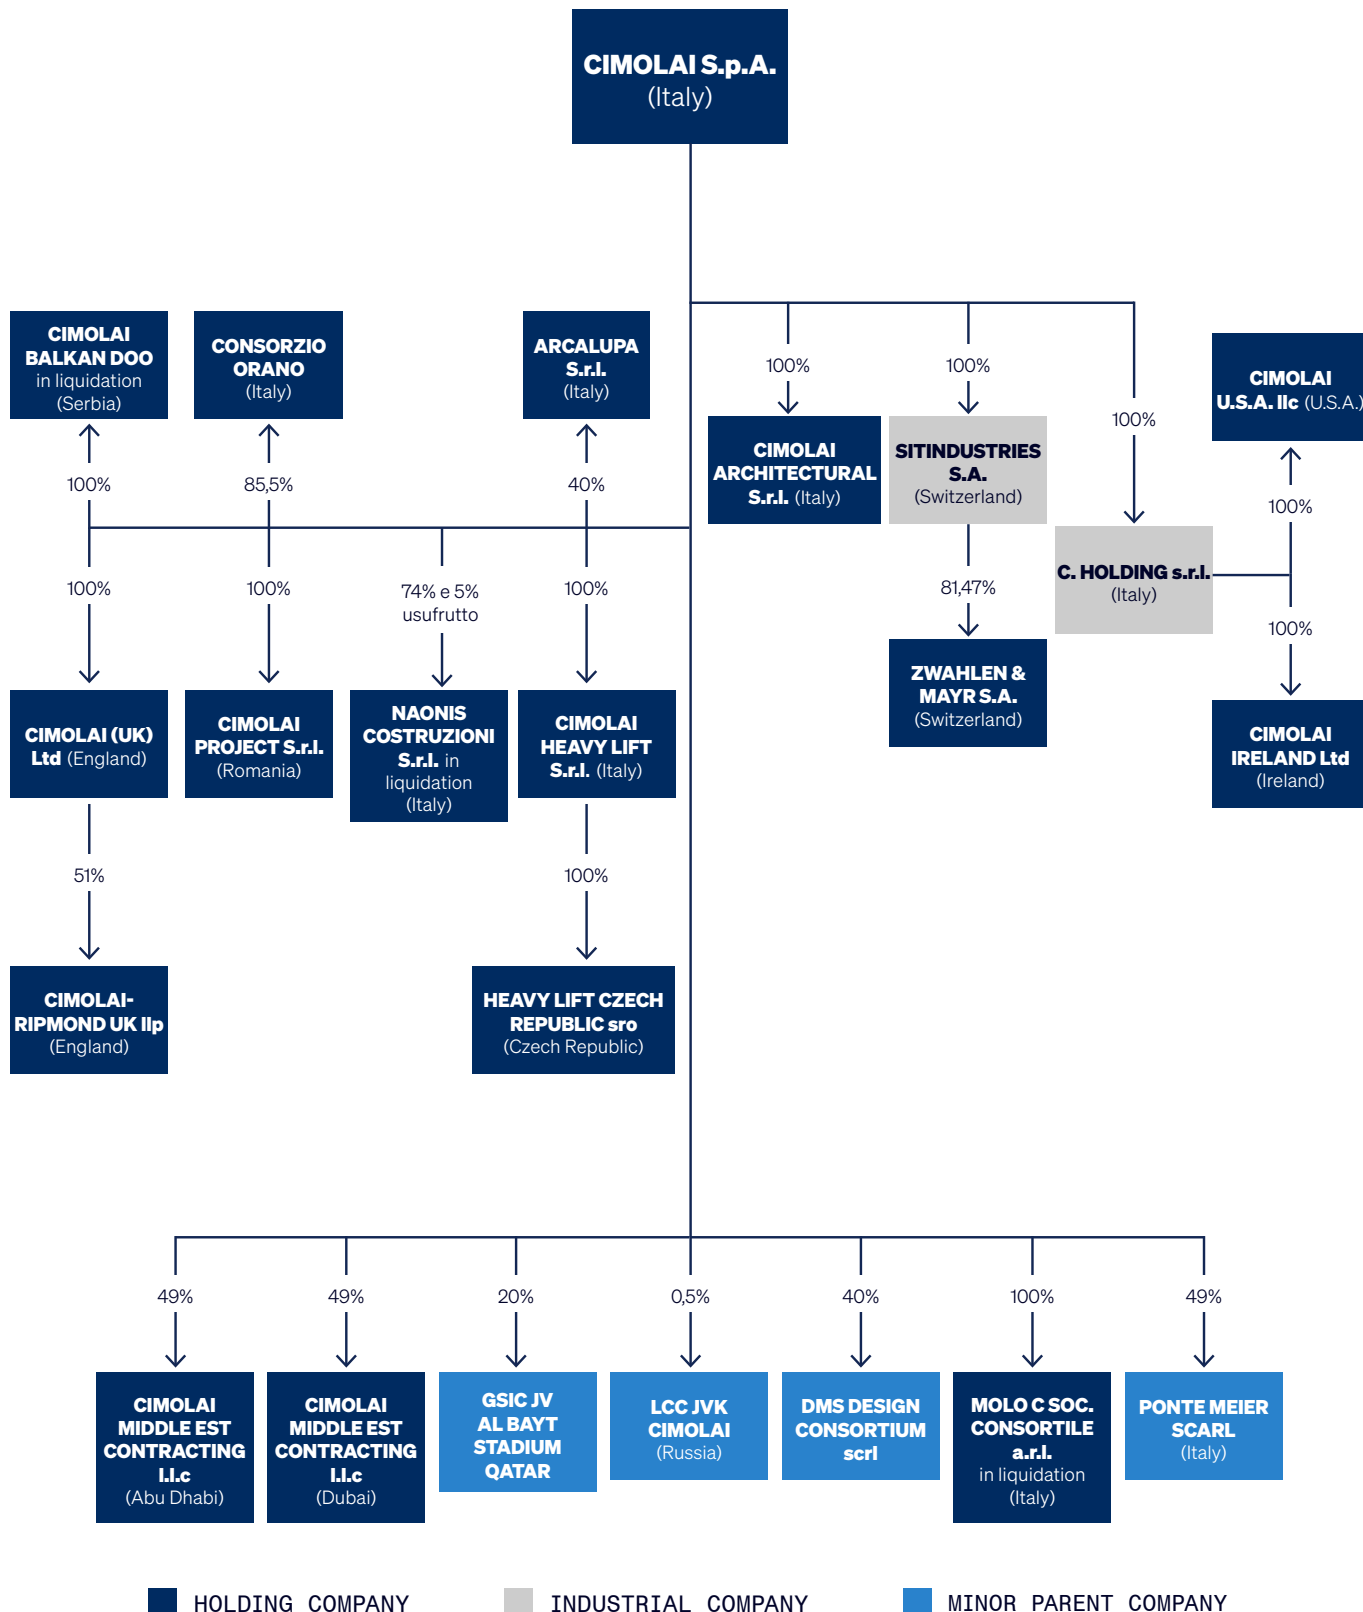 CIMOLAI S.p.A.
(Italy)
CIMOLAI
BALKAN DOO
in liquidation
(Serbia)
CONSORZIO
ORANO
(Italy)
ARCALUPA
S.r.l.
(Italy)
100%
85,5%
40%
100%
100%
74% e 5%
usufrutto
100%
CIMOLAI (UK)
Ltd (England)
CIMOLAI
PROJECT S.r.l.
(Romania)
NAONIS
COSTRUZIONI
S.r.l. in
liquidation
(Italy)
CIMOLAI
HEAVY LIFT
S.r.l. (Italy)
51%
100%
CIMOLAI-
RIPMOND UK llp
(England)
HEAVY LIFT CZECH
REPUBLIC sro
(Czech Republic)
100%
100%
100%
CIMOLAI
ARCHITECTURAL
S.r.l. (Italy)
SITINDUSTRIES
S.A.
(Switzerland)
81,47%
ZWAHLEN &
MAYR S.A.
(Switzerland)
C. HOLDING s.r.l.
(Italy)
CIMOLAI
U.S.A. llc (U.S.A.)
100%
100%
CIMOLAI
IRELAND Ltd
(Ireland)
49%
49%
20%
0,5%
40%
100%
49%
CIMOLAI
MIDDLE EST
CONTRACTING
l.l.c
(Abu Dhabi)
CIMOLAI
MIDDLE EST
CONTRACTING
l.l.c
(Dubai)
GSIC JV
AL BAYT
STADIUM
QATAR
LCC JVK
CIMOLAI
(Russia)
DMS DESIGN
CONSORTIUM
scrl
MOLO C SOC.
CONSORTILE
a.r.l.
in liquidation
(Italy)
PONTE MEIER
SCARL
(Italy)
HOLDING COMPANY
INDUSTRIAL COMPANY
MINOR PARENT COMPANY